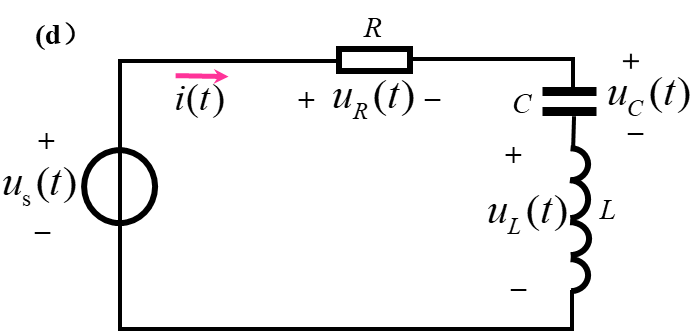 (d）
R
i(t)
+ u_R(t) −
C
+
u_C(t)
−
+
u_s(t)
−
+
u_L(t)
−
L